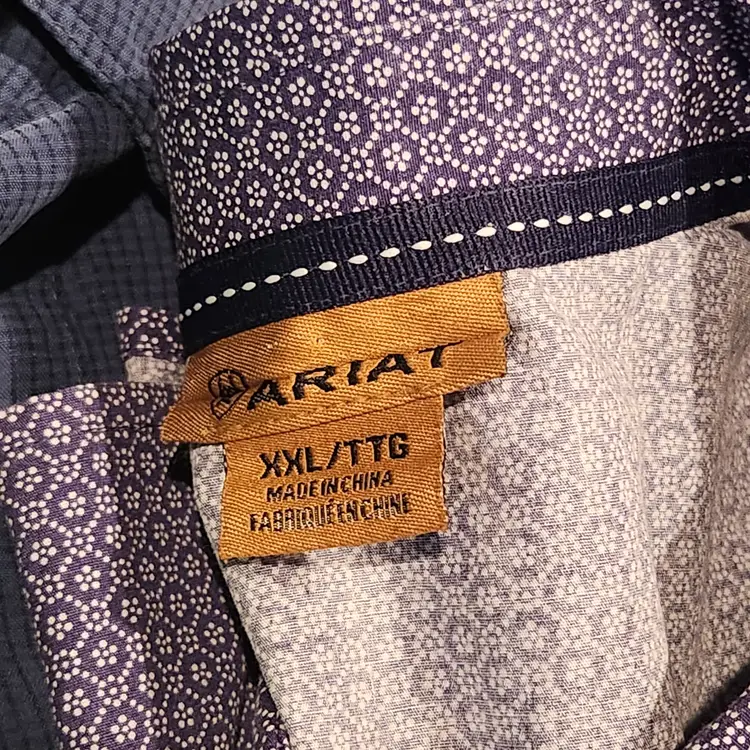 ARIAT
XXL/TTG
MADE IN CHINA
FABRIQUÉ EN CHINE